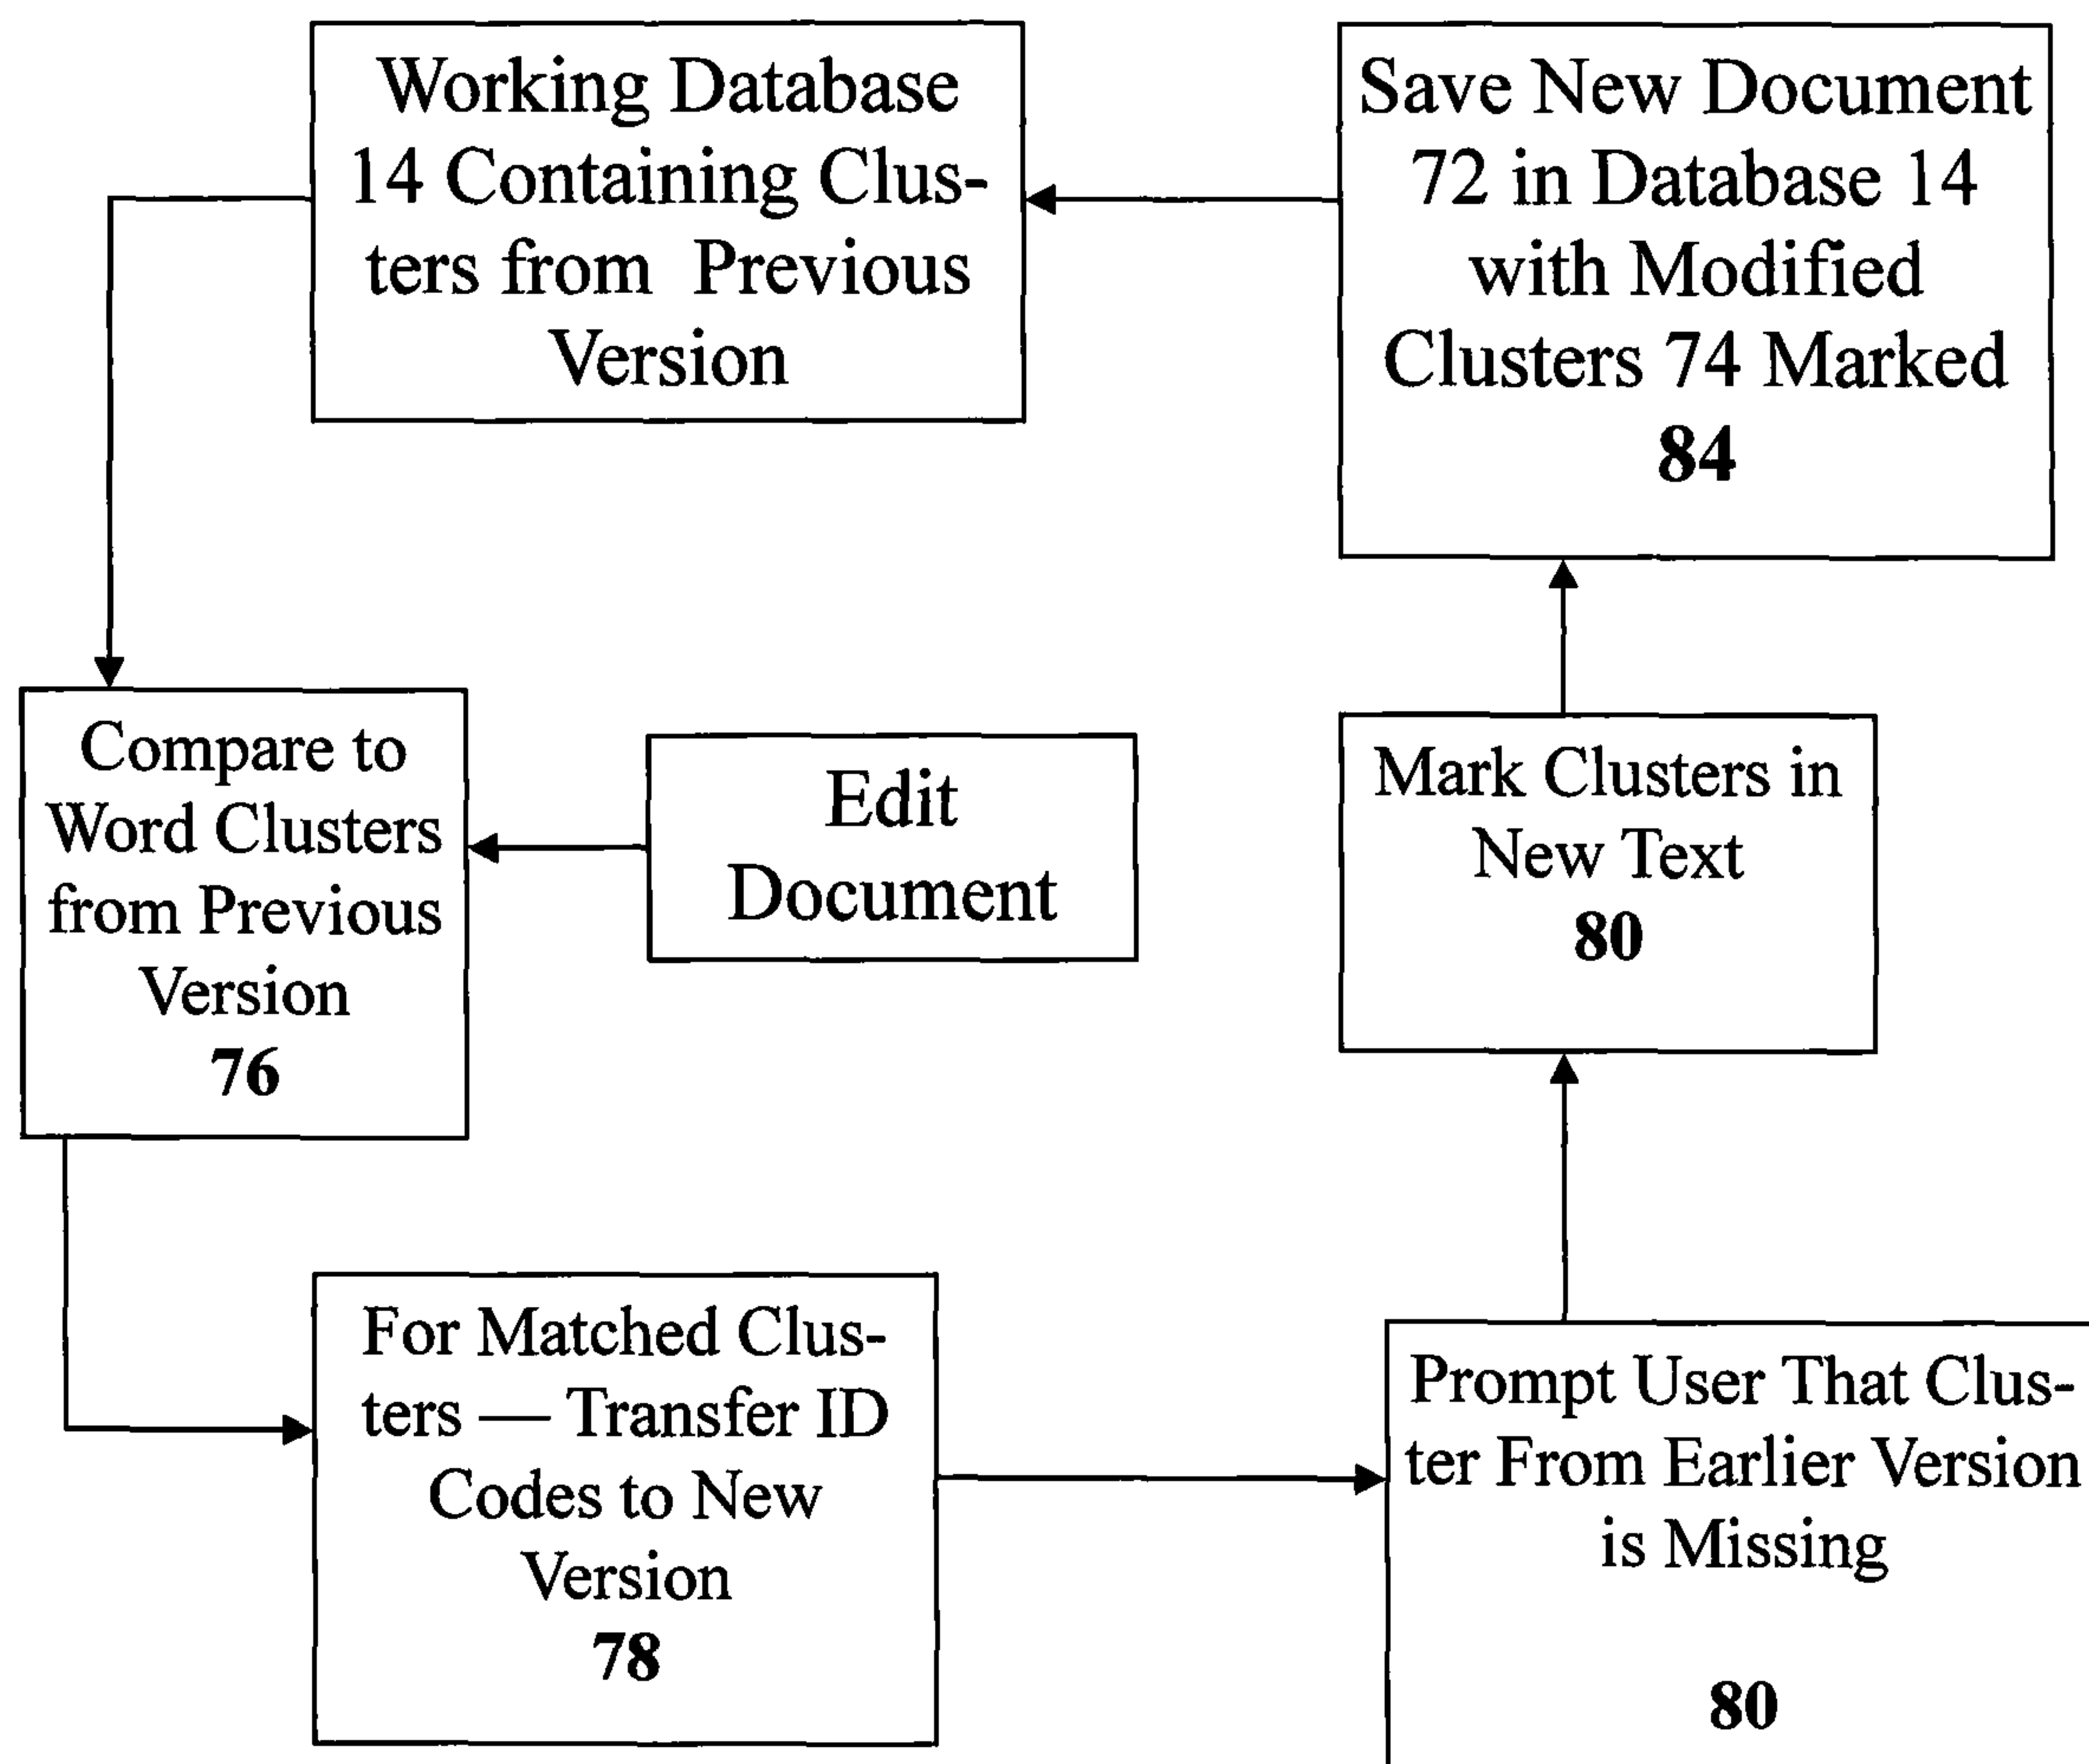 Working Database
14 Containing Clus-
ters from Previous
Version
Save New Document
72 in Database 14
with Modified
Clusters 74 Marked
84
Compare to
Word Clusters
from Previous
Version
76
Edit
Document
Mark Clusters in
New Text
80
For Matched Clus-
ters — Transfer ID
Codes to New
Version
78
Prompt User That Clus-
ter From Earlier Version
is Missing
80